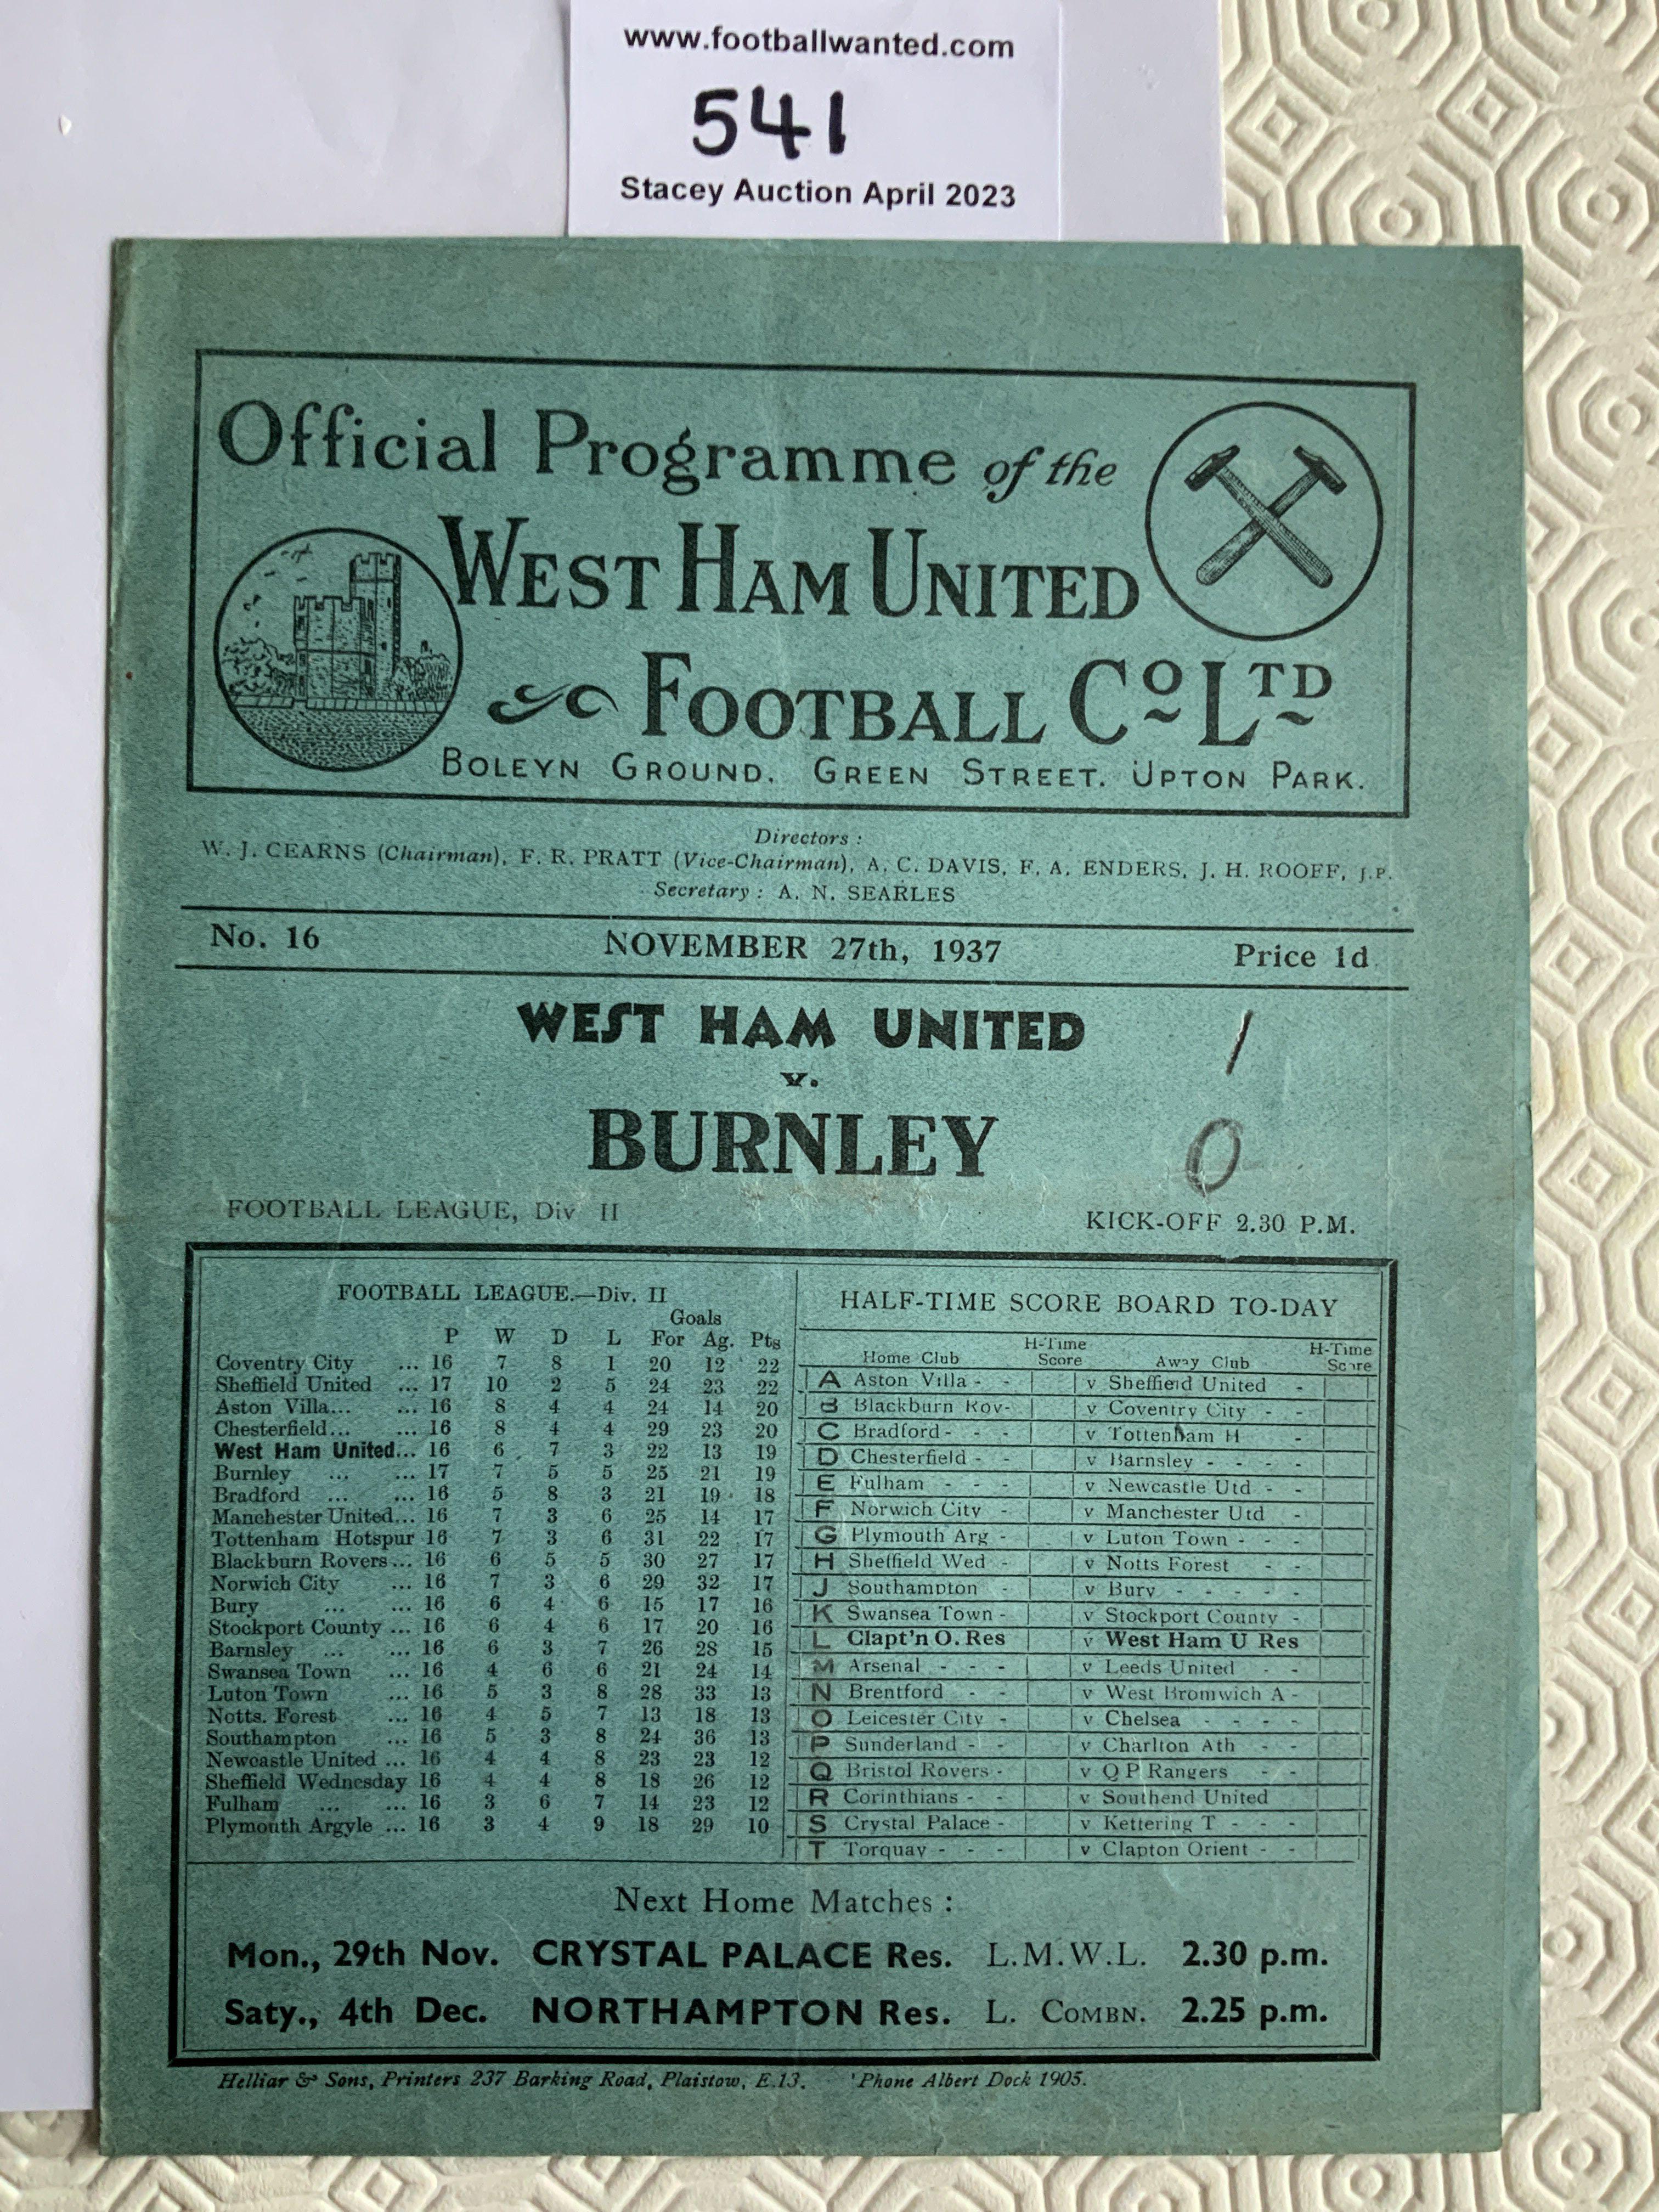 www.footballwanted.com
541
Stacey Auction April 2023
Official Programme of the
WEST HAM UNITED
FOOTBALL CO LTD
BOLEYN GROUND. GREEN STREET. UPTON PARK.
Directors :
W. J. CEARNS (Chairman), F. R. PRATT (Vice-Chairman), A. C. DAVIS, F. A. ENDERS, J. H. ROOFF, J.P.
Secretary : A. N. SEARLES
No. 16 NOVEMBER 27th, 1937 Price 1d
WEST HAM UNITED 1
v.
BURNLEY 0
FOOTBALL LEAGUE, Div II KICK-OFF 2.30 P.M.
FOOTBALL LEAGUE.—Div. II
Goals
P W D L For Ag. Pts
Coventry City ... 16 7 8 1 20 12 22
Sheffield United ... 17 10 2 5 24 23 22
Aston Villa... ... 16 8 4 4 24 14 20
Chesterfield... ... 16 8 4 4 29 23 20
West Ham United... 16 6 7 3 22 13 19
Burnley ... ... 17 7 5 5 25 21 19
Bradford ... ... 16 5 8 3 21 19 18
Manchester United... 16 7 3 6 25 14 17
Tottenham Hotspur 16 7 3 6 31 22 17
Blackburn Rovers... 16 6 5 5 30 27 17
Norwich City ... 16 7 3 6 29 32 17
Bury ... ... 16 6 4 6 15 17 16
Stockport County ... 16 6 4 6 17 20 16
Barnsley ... ... 16 6 3 7 26 28 15
Swansea Town ... 16 4 6 6 21 24 14
Luton Town ... 16 5 3 8 28 33 13
Notts. Forest ... 16 4 5 7 13 18 13
Southampton ... 16 5 3 8 24 36 13
Newcastle United ... 16 4 4 8 23 23 12
Sheffield Wednesday 16 4 4 8 18 26 12
Fulham ... ... 16 3 6 7 14 23 12
Plymouth Argyle ... 16 3 4 9 18 29 10
HALF-TIME SCORE BOARD TO-DAY
Home Club H-Time Score Away Club H-Time Score
A Aston Villa - - v Sheffield United -
B Blackburn Rov- v Coventry City - -
C Bradford - - - v Tottenham H -
D Chesterfield - - v Barnsley - - - -
E Fulham - - - v Newcastle Utd - -
F Norwich City - v Manchester Utd -
G Plymouth Arg - v Luton Town - - -
H Sheffield Wed - v Notts Forest - -
J Southampton - v Bury - - - - -
K Swansea Town - v Stockport County -
L Clapt'n O. Res v West Ham U Res
M Arsenal - - - v Leeds United - -
N Brentford - - v West Bromwich A -
O Leicester City - v Chelsea - - - -
P Sunderland - - v Charlton Ath - -
Q Bristol Rovers - v Q P Rangers - -
R Corinthians - - v Southend United
S Crystal Palace - v Kettering T - - -
T Torquay - - - v Clapton Orient - -
Next Home Matches :
Mon., 29th Nov. CRYSTAL PALACE Res. L.M.W.L. 2.30 p.m.
Saty., 4th Dec. NORTHAMPTON Res. L. COMBN. 2.25 p.m.
Helliar & Sons, Printers 237 Barking Road, Plaistow, E.13. 'Phone Albert Dock 1905.